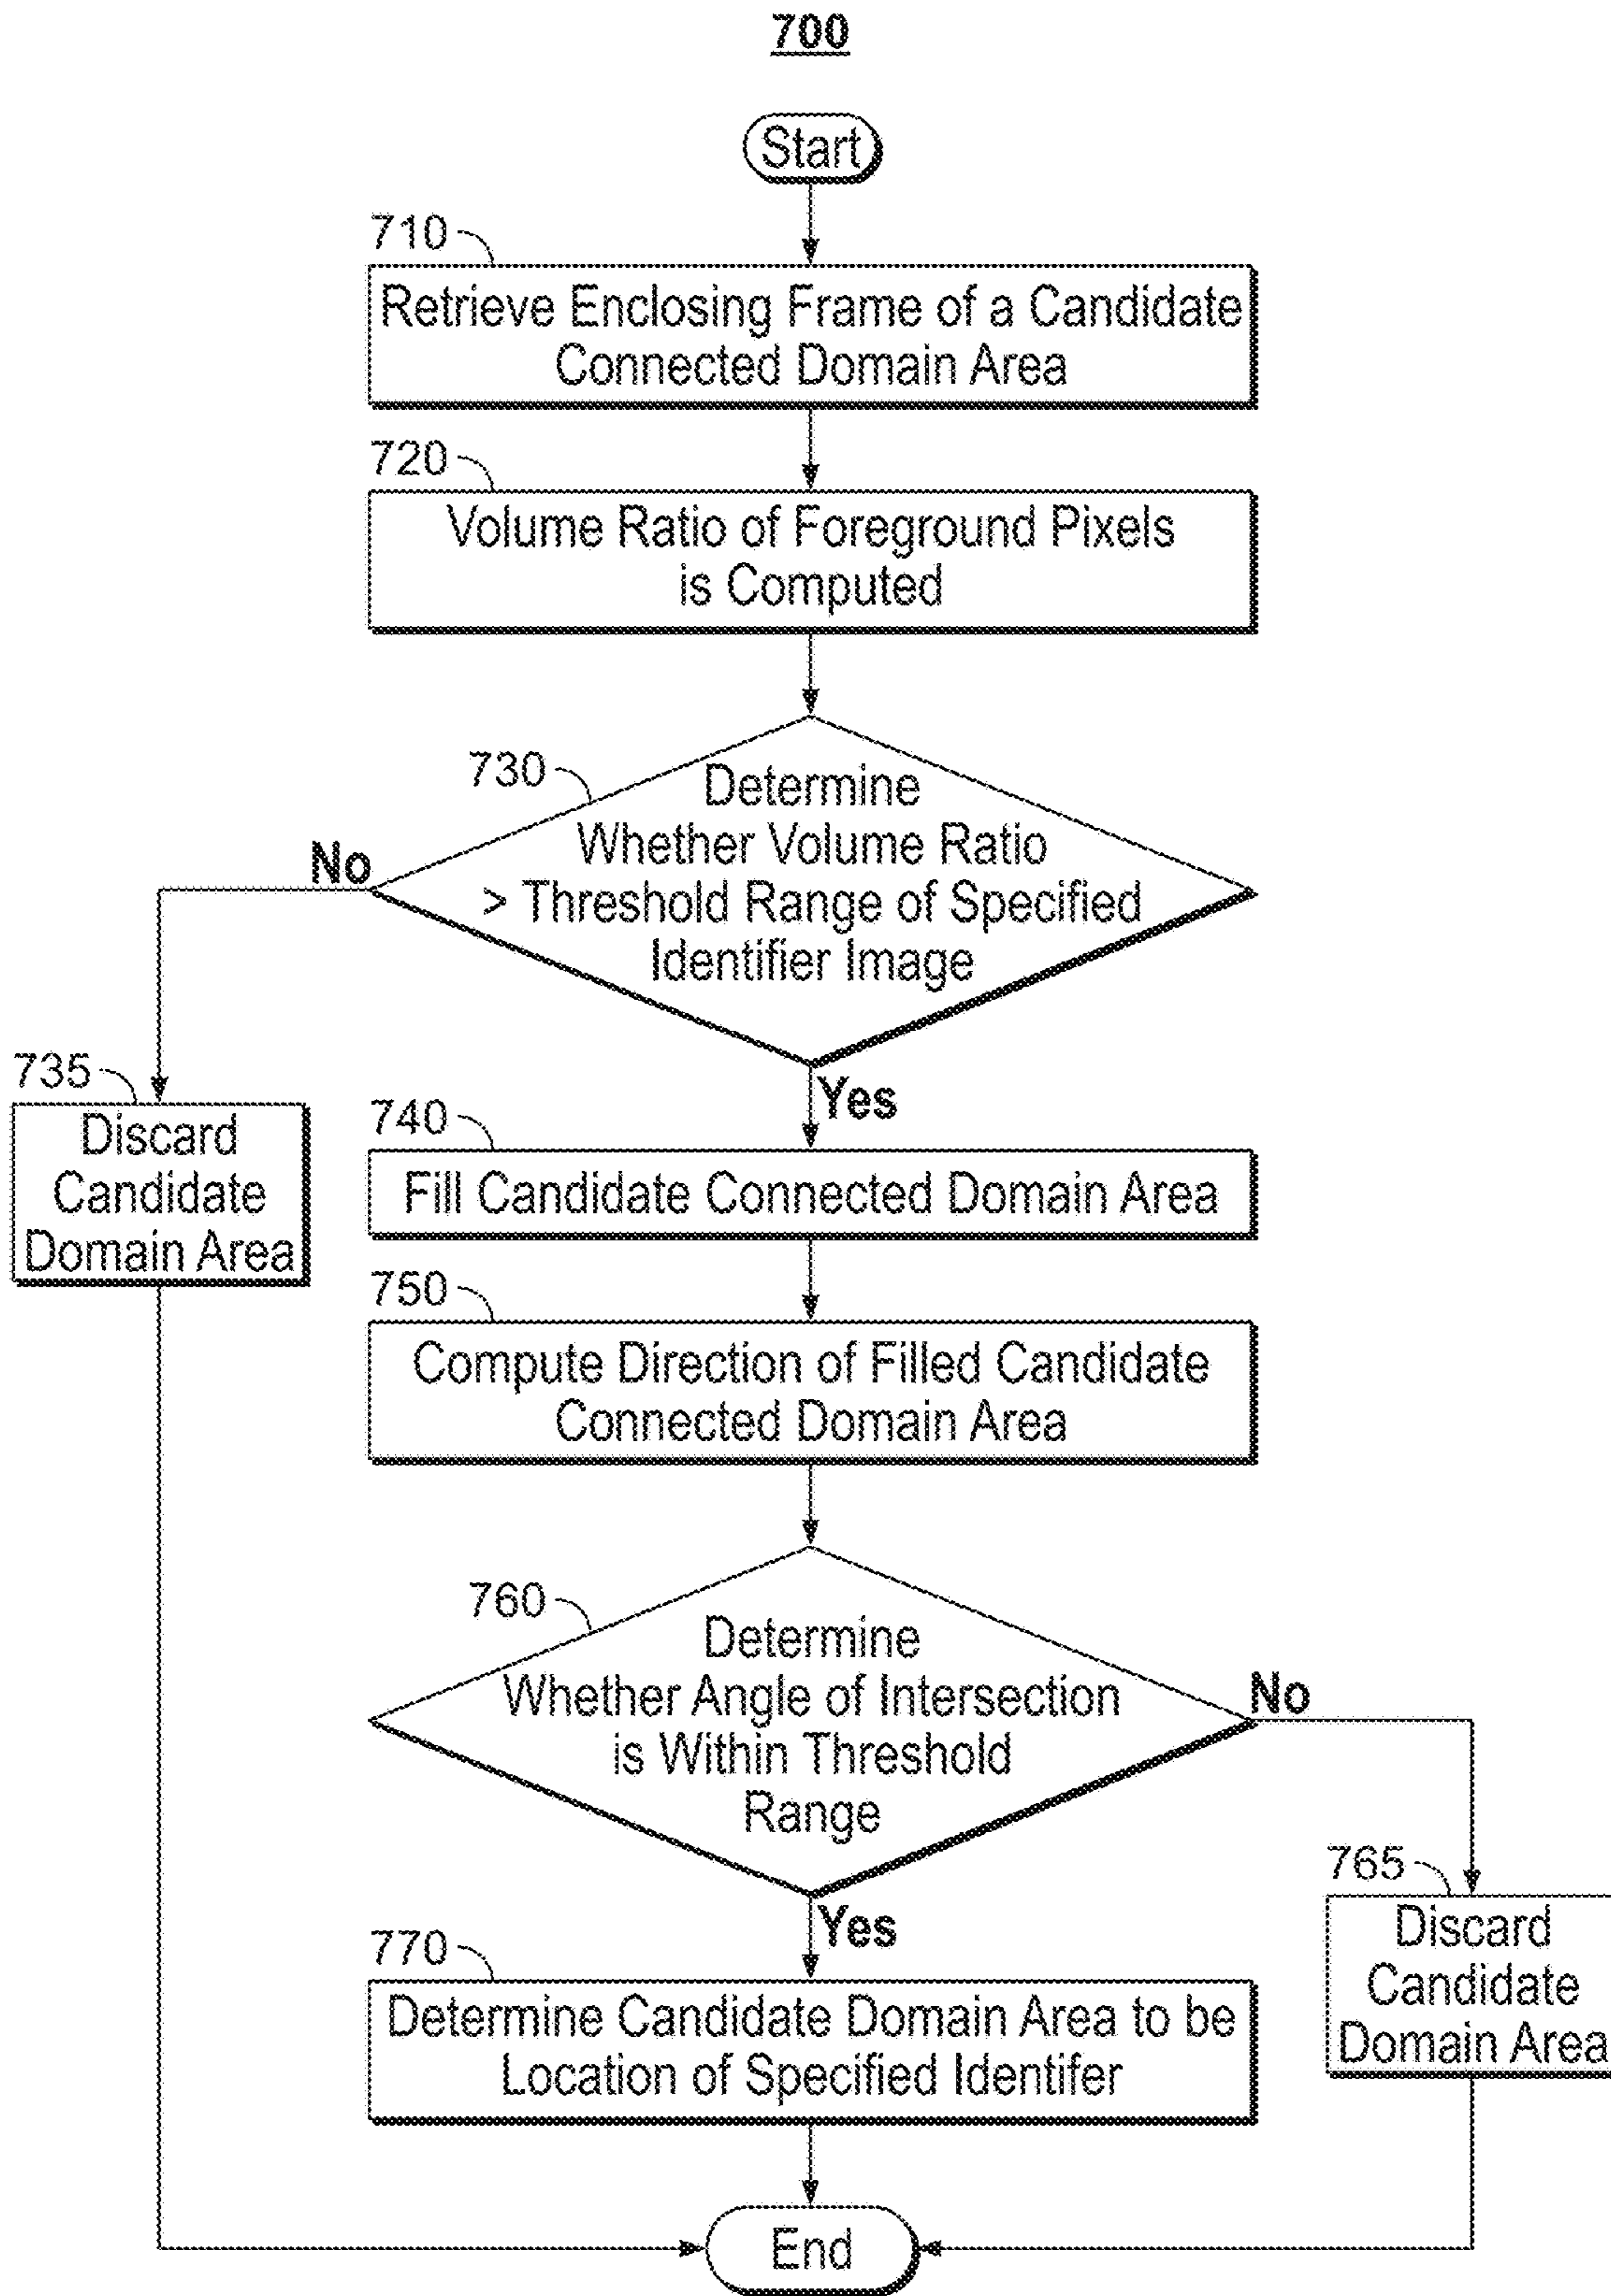 700
Start
710
Retrieve Enclosing Frame of a Candidate
Connected Domain Area
720
Volume Ratio of Foreground Pixels
is Computed
730
Determine
Whether Volume Ratio
> Threshold Range of Specified
Identifier Image
No
Yes
735
Discard
Candidate
Domain Area
740
Fill Candidate Connected Domain Area
750
Compute Direction of Filled Candidate
Connected Domain Area
760
Determine
Whether Angle of Intersection
is Within Threshold
Range
No
Yes
765
Discard
Candidate
Domain Area
770
Determine Candidate Domain Area to be
Location of Specified Identifer
End